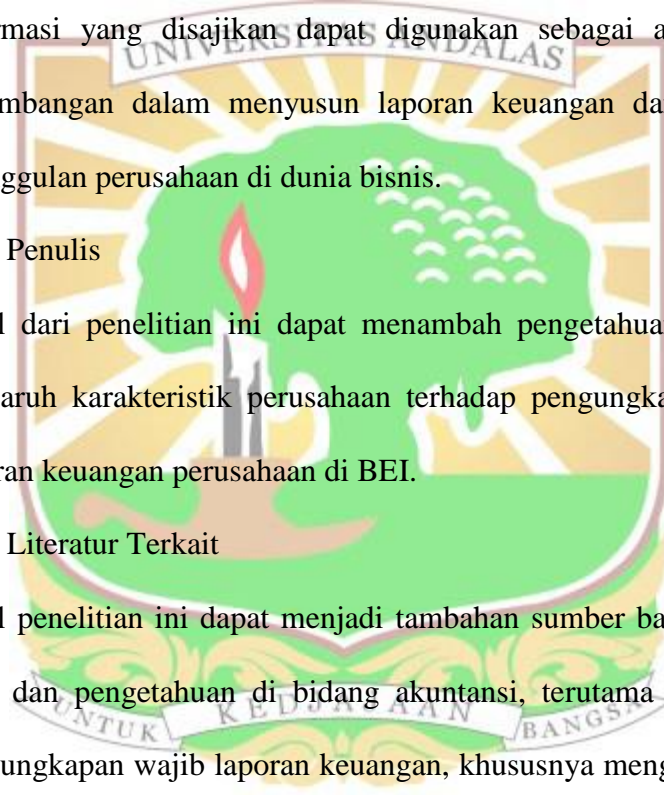 rmasi yang disajikan dapat digunakan sebagai a
UNIVERSITAS ANDALAS
mbangan dalam menyusun laporan keuangan da
ggulan perusahaan di dunia bisnis.
Penulis
l dari penelitian ini dapat menambah pengetahua
aruh karakteristik perusahaan terhadap pengungka
ran keuangan perusahaan di BEI.
Literatur Terkait
l penelitian ini dapat menjadi tambahan sumber ba
dan pengetahuan di bidang akuntansi, terutama
UNTUK KEDJAJAAN BANGSA
ungkapan wajib laporan keuangan, khususnya meng